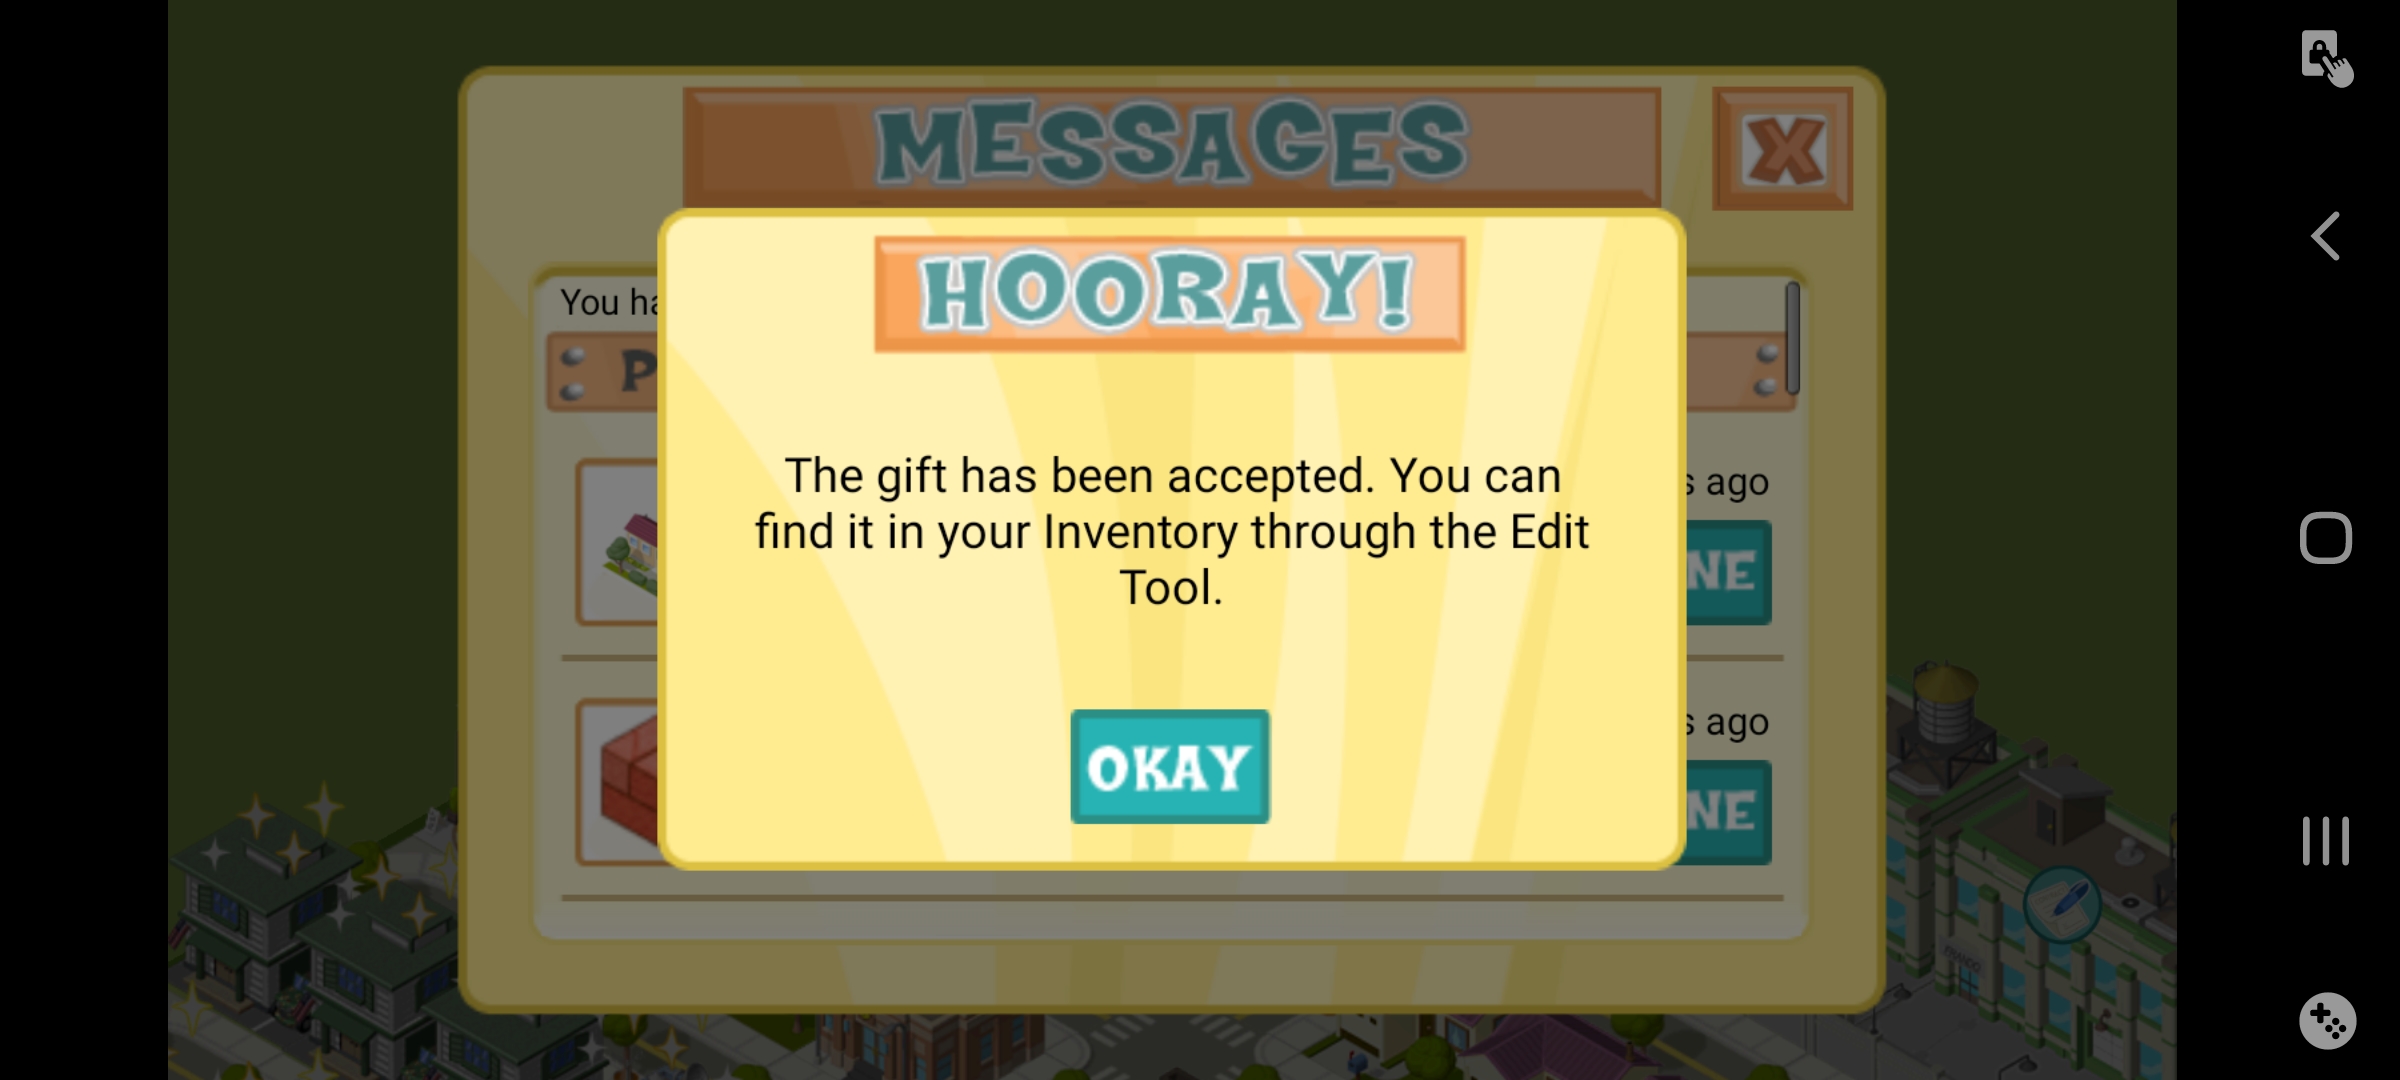 MESSAGES
HOORAY!
You ha
P
The gift has been accepted. You can
find it in your Inventory through the Edit
Tool.
s ago
NE
OKAY
s ago
NE